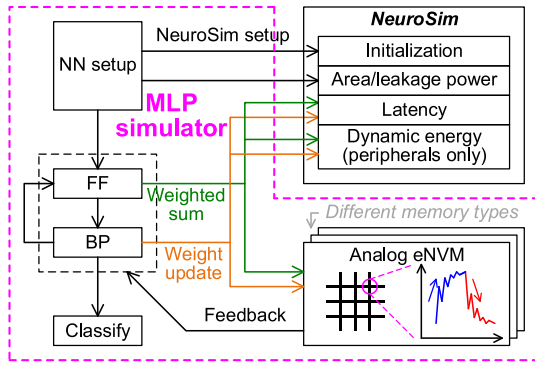 NeuroSim
NeuroSim setup
Initialization
NN setup
Area/leakage power
MLP
simulator
Latency
Dynamic energy
(peripherals only)
FF
Weighted
sum
Different memory types
BP
Weight
update
Analog eNVM
Feedback
Classify